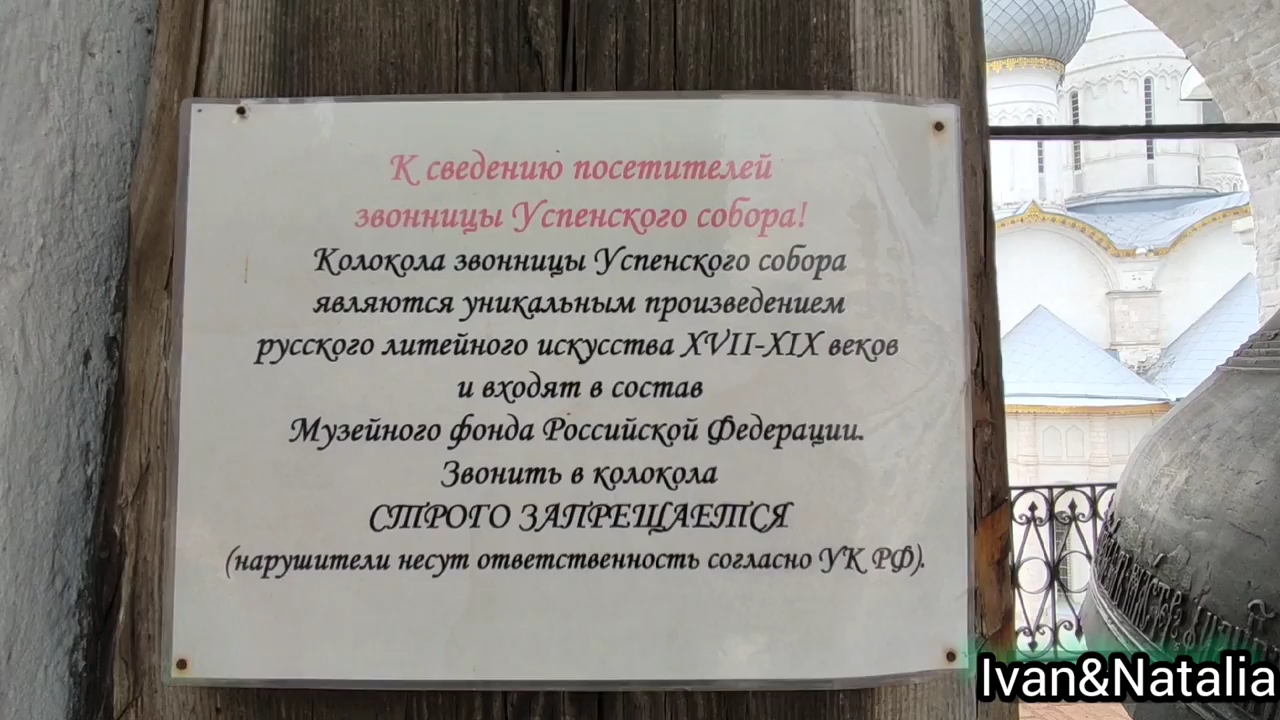 К сведению посетителей
звонницы Успенского собора!
Колокола звонницы Успенского собора
являются уникальным произведением
русского литейного искусства XVII-XIX веков
и входят в состав
Музейного фонда Российской Федерации.
Звонить в колокола
СТРОГО ЗАПРЕЩАЕТСЯ
(нарушители несут ответственность согласно УК РФ).
Ivan&Natalia